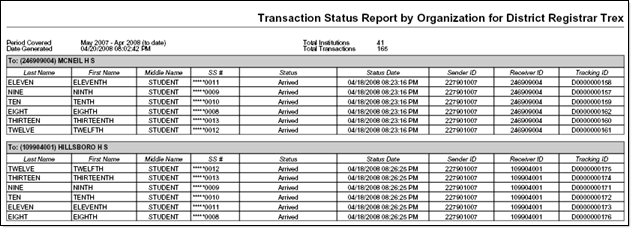 Transaction Status Report by Organization for District Registrar Trex
Period Covered May 2007 - Apr 2008 (to date) Total Institutions 41
Date Generated 04/20/2008 08:02:42 PM Total Transactions 165
To: (246909004) MCNEIL H S
Last Name First Name Middle Name SS # Status Status Date Sender ID Receiver ID Tracking ID
ELEVEN ELEVENTH STUDENT *****0011 Arrived 04/18/2008 08:23:16 PM 227901007 246909004 D0000000158
NINE NINTH STUDENT *****0009 Arrived 04/18/2008 08:23:16 PM 227901007 246909004 D0000000157
TEN TENTH STUDENT *****0010 Arrived 04/18/2008 08:23:16 PM 227901007 246909004 D0000000159
EIGHT EIGHTH STUDENT *****0008 Arrived 04/18/2008 08:23:16 PM 227901007 246909004 D0000000162
THIRTEEN THIRTEENTH STUDENT *****0013 Arrived 04/18/2008 08:23:16 PM 227901007 246909004 D0000000160
TWELVE TWELFTH STUDENT *****0012 Arrived 04/18/2008 08:23:16 PM 227901007 246909004 D0000000161
To: (109904001) HILLSBORO H S
Last Name First Name Middle Name SS # Status Status Date Sender ID Receiver ID Tracking ID
TWELVE TWELFTH STUDENT *****0012 Arrived 04/18/2008 08:26:25 PM 227901007 109904001 D0000000175
THIRTEEN THIRTEENTH STUDENT *****0013 Arrived 04/18/2008 08:26:25 PM 227901007 109904001 D0000000174
NINE NINTH STUDENT *****0009 Arrived 04/18/2008 08:26:25 PM 227901007 109904001 D0000000171
TEN TENTH STUDENT *****0010 Arrived 04/18/2008 08:26:25 PM 227901007 109904001 D0000000172
ELEVEN ELEVENTH STUDENT *****0011 Arrived 04/18/2008 08:26:25 PM 227901007 109904001 D0000000173
EIGHT EIGHTH STUDENT *****0008 Arrived 04/18/2008 08:26:25 PM 227901007 109904001 D0000000176